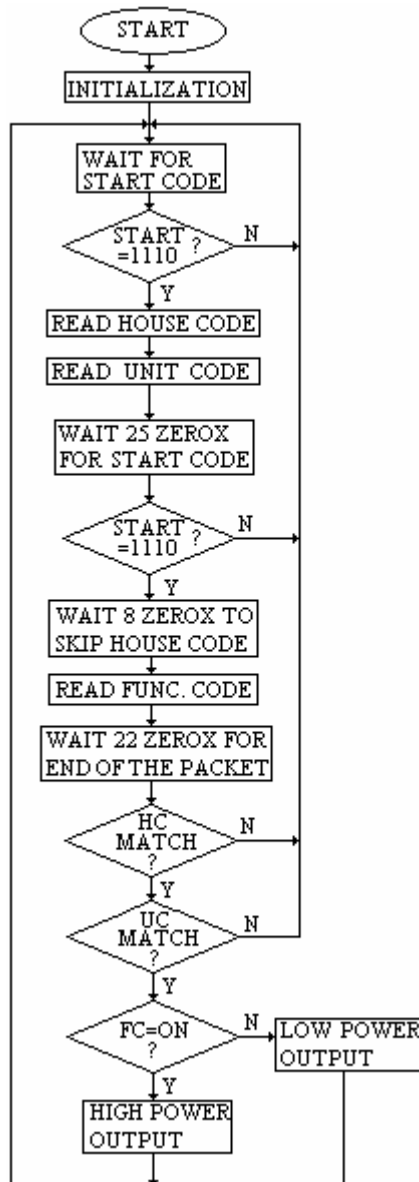 START
INITIALIZATION
WAIT FOR
START CODE
START ?
=1110
N
Y
READ HOUSE CODE
READ UNIT CODE
WAIT 25 ZEROX
FOR START CODE
START ?
=1110
N
Y
WAIT 8 ZEROX TO
SKIP HOUSE CODE
READ FUNC. CODE
WAIT 22 ZEROX FOR
END OF THE PACKET
HC
MATCH
?
N
Y
UC
MATCH
?
N
Y
FC=ON
?
N
LOW POWER
OUTPUT
Y
HIGH POWER
OUTPUT